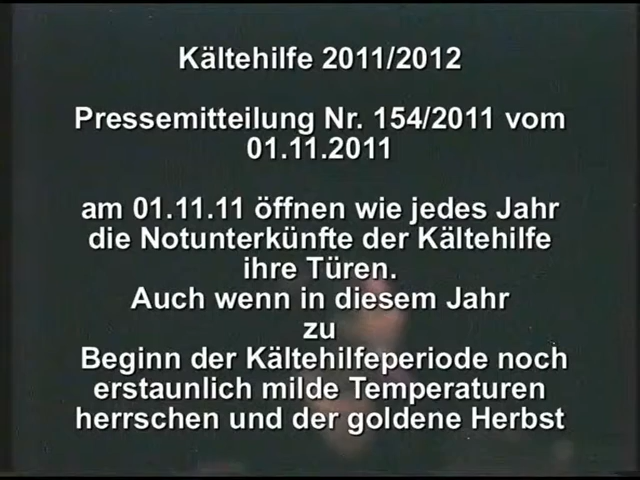 Kältehilfe 2011/2012
Pressemitteilung Nr. 154/2011 vom
01.11.2011
am 01.11.11 öffnen wie jedes Jahr
die Notunterkünfte der Kältehilfe
ihre Türen.
Auch wenn in diesem Jahr
zu
Beginn der Kältehilfeperiode noch
erstaunlich milde Temperaturen
herrschen und der goldene Herbst